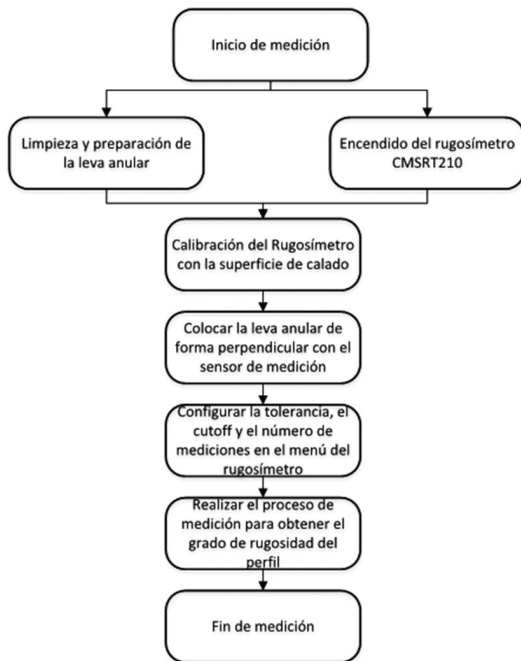 Inicio de medición
Limpieza y preparación de
la leva anular
Encendido del rugosímetro
CMSRT210
Calibración del Rugosímetro
con la superficie de calado
Colocar la leva anular de
forma perpendicular con el
sensor de medición
Configurar la tolerancia, el
cutoff y el número de
mediciones en el menú del
rugosímetro
Realizar el proceso de
medición para obtener el
grado de rugosidad del
perfil
Fin de medición